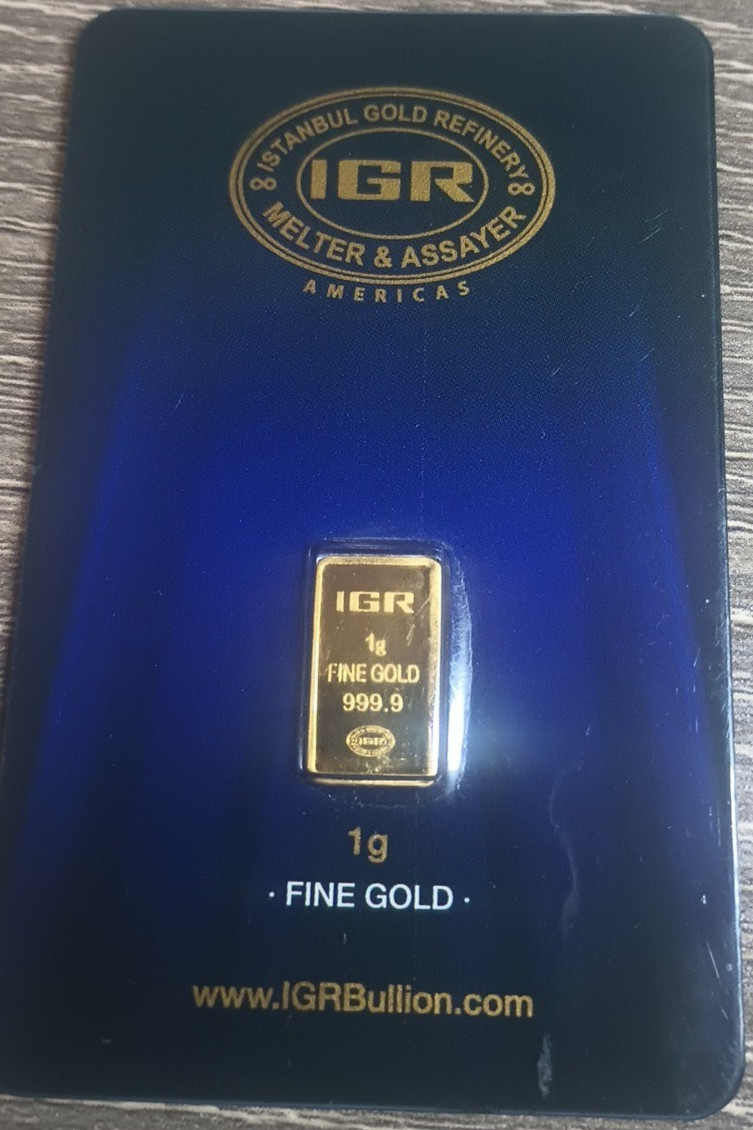 ISTANBUL GOLD REFINERY
IGR
MELTER & ASSAYER
AMERICAS
IGR
1g
FINE GOLD
999.9
1g
· FINE GOLD ·
www.IGRBullion.com